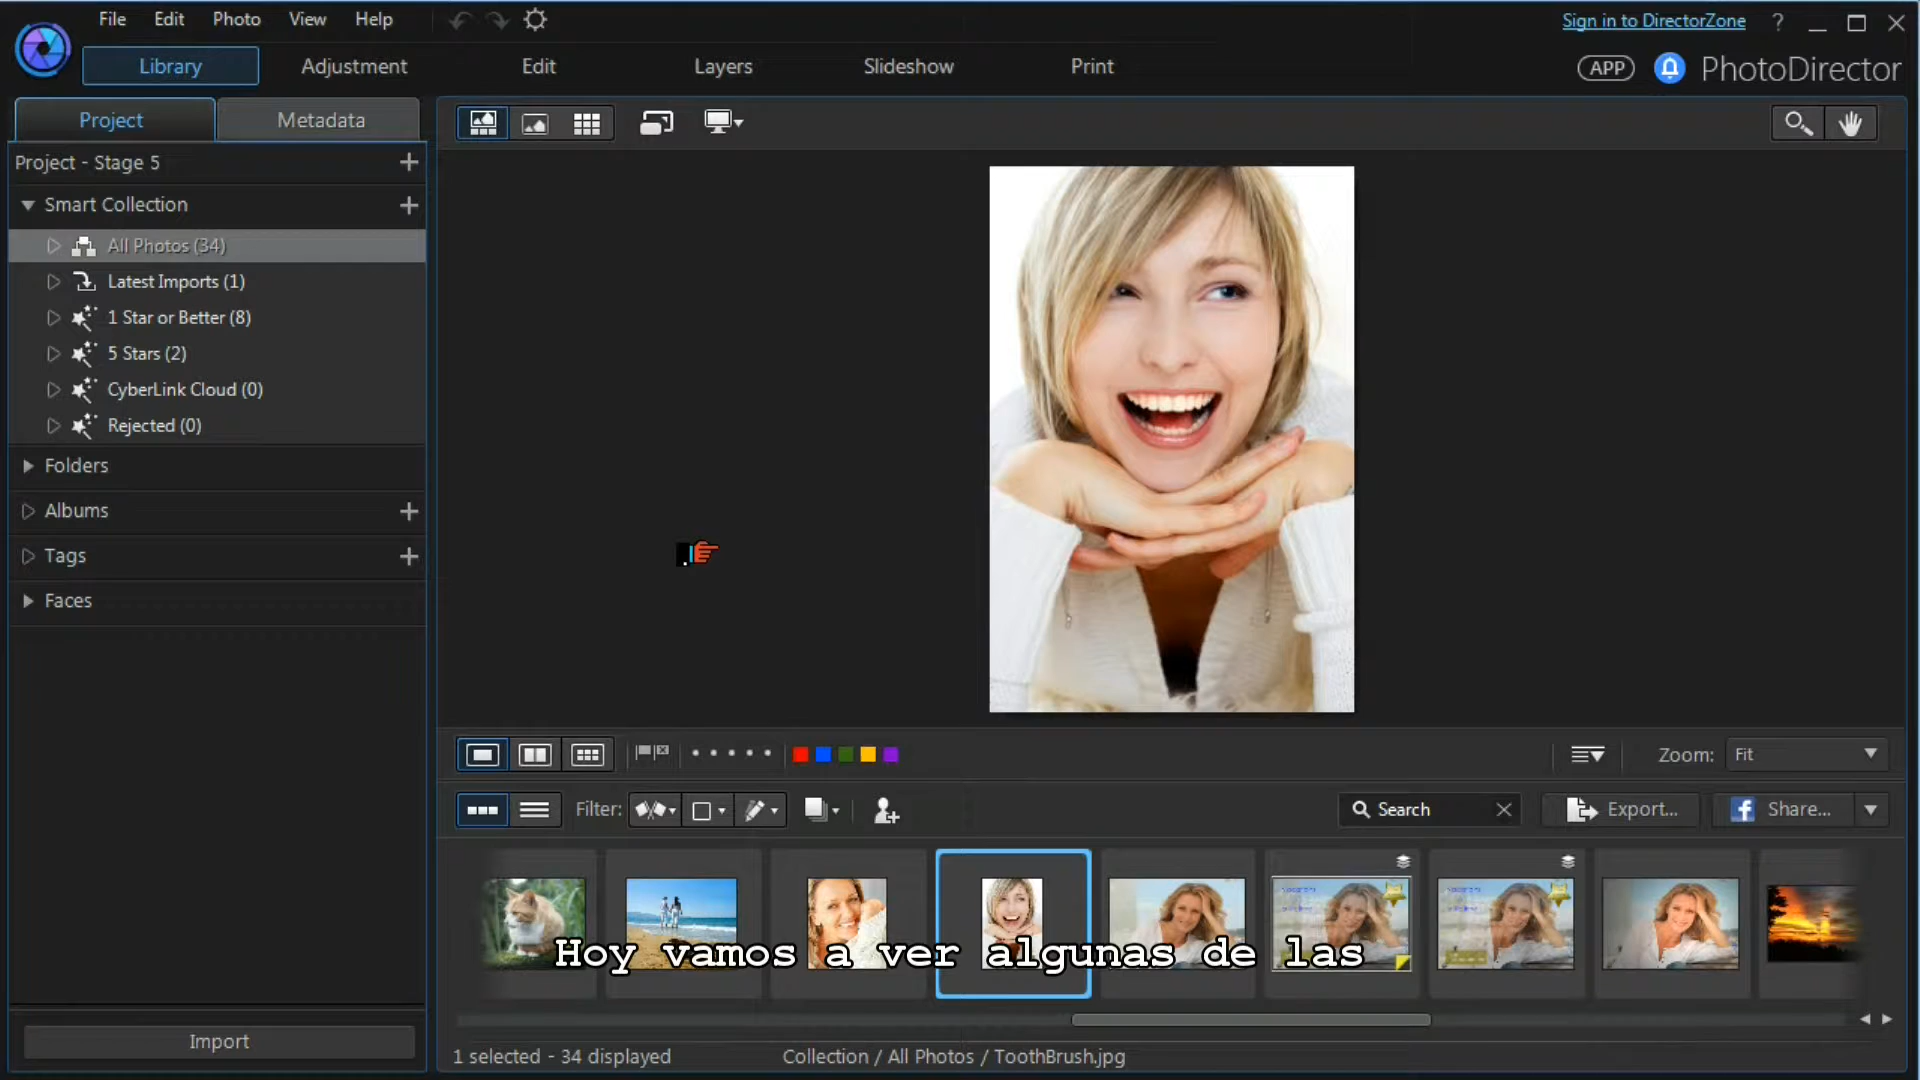 File Edit Photo View Help
Sign in to DirectorZone ?
Library Adjustment Edit Layers Slideshow Print
APP PhotoDirector
Project Metadata
Project - Stage 5
Smart Collection
All Photos (34)
Latest Imports (1)
1 Star or Better (8)
5 Stars (2)
CyberLink Cloud (0)
Rejected (0)
Folders
Albums
Tags
Faces
Zoom: Fit
Filter: Search Export... Share...
Hoy vamos a ver algunas de las
Import
1 selected - 34 displayed Collection / All Photos / ToothBrush.jpg